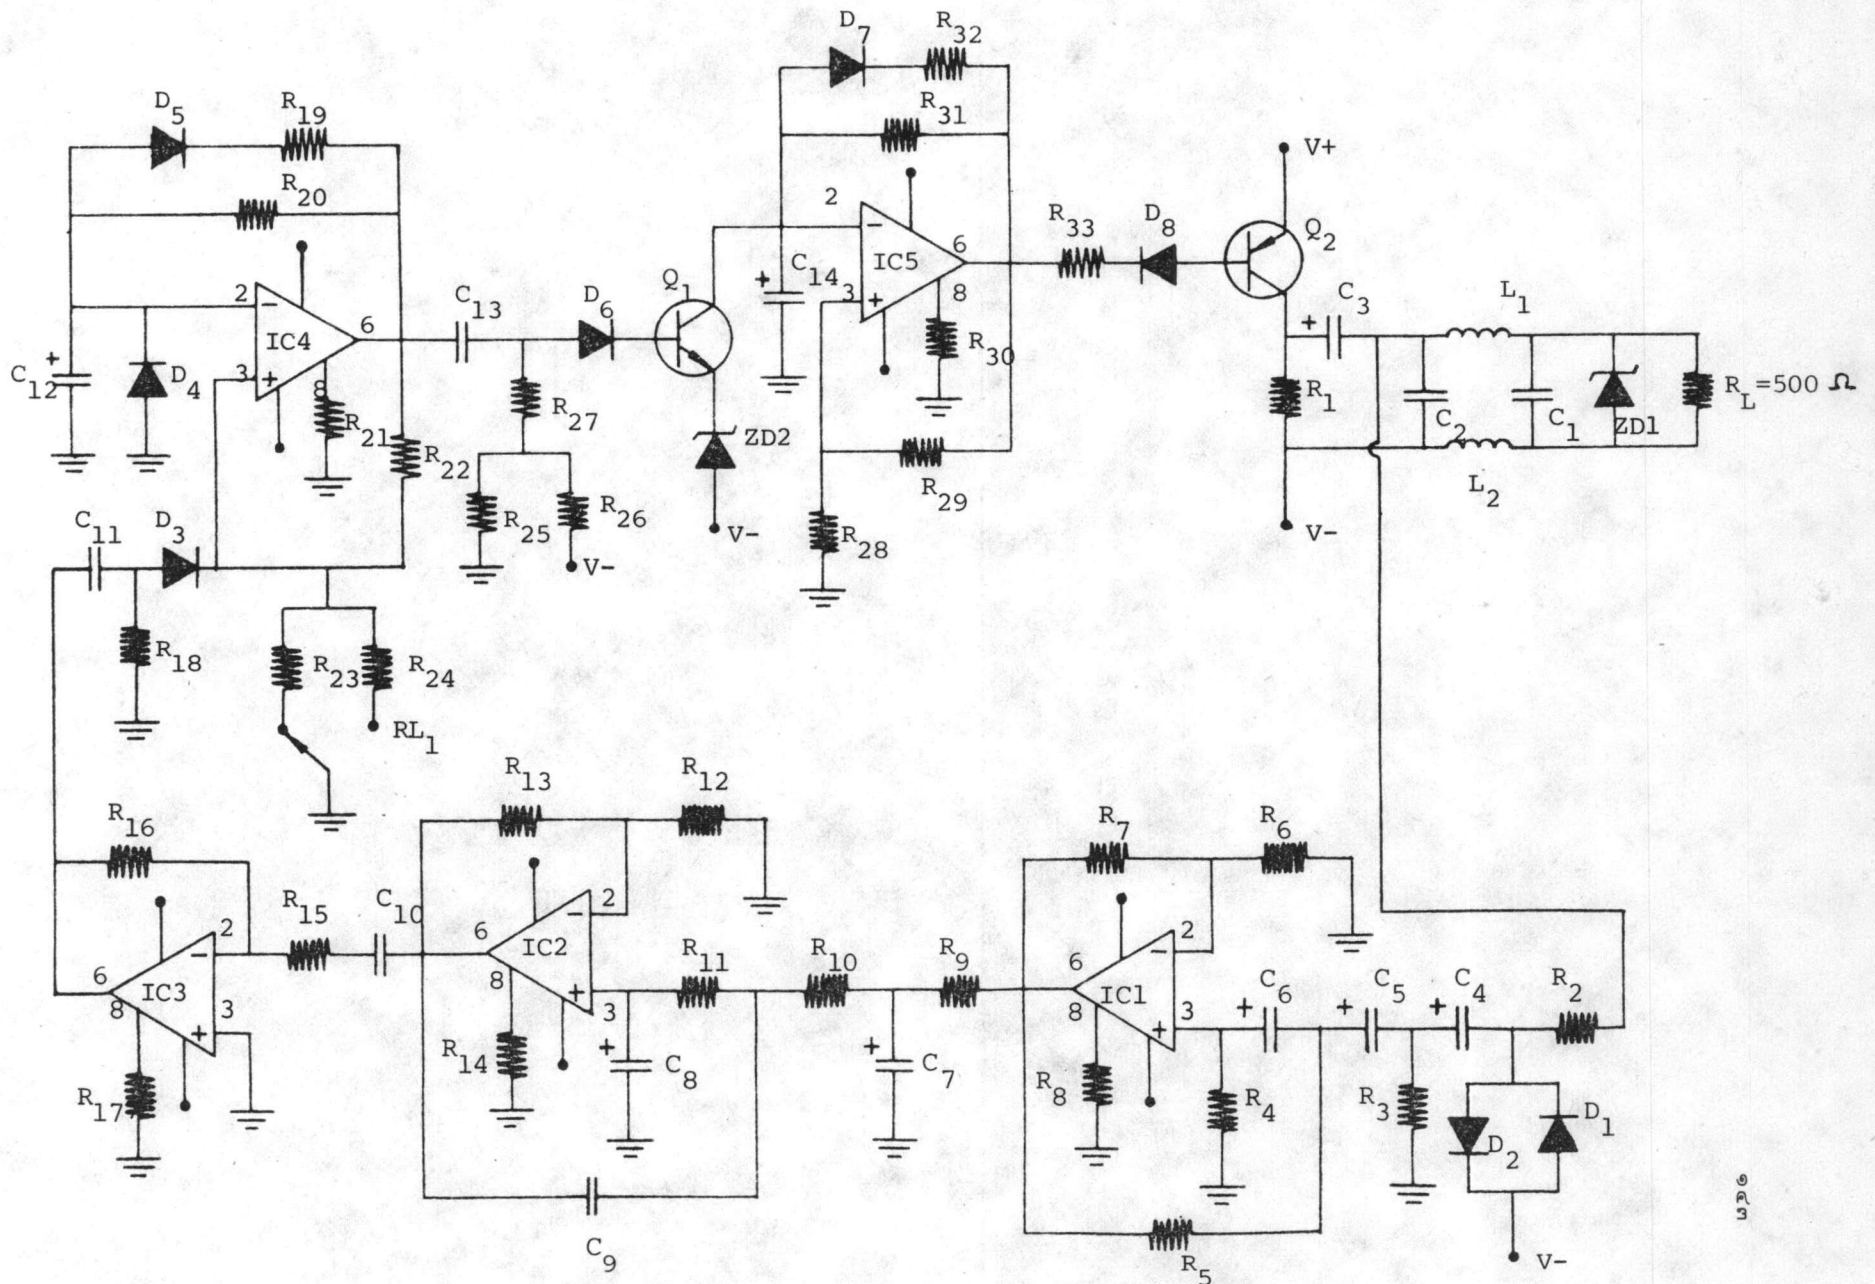 D7 R32
D5 R19 R31
V+
R20 2 R33 D8 Q2
− IC5 6
C13 D6 Q1 + C14 3 + 8 C3 L1
2 − IC4 6 R30 +
C12 + D4 3 + 8 R21 R27 R1 C2 C1 ZD1 RL=500 Ω
R22 ZD2 L2
R29
C11 D3 R25 R26 V- R28 V-
V-
R18 R23 R24
RL1
R13 R12
R16 R7 R6
R15 C10 2 −
2 − 6 IC2 R11 R10 R9 2 −
6 IC3 8 + 3 6 IC1 C6 C5 C4 R2
8 3 + 8 3 + + + +
R14 + C8 + C7
R17 R8 R4 R3 D2 D1
C9 R5 V-